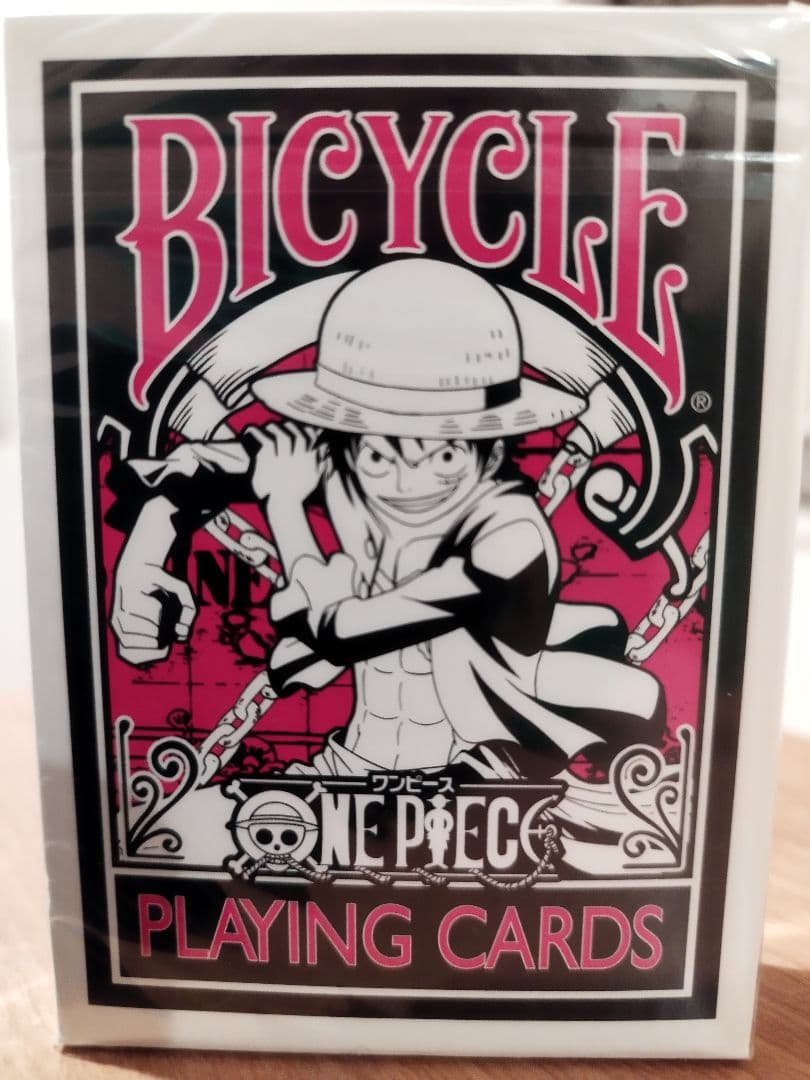 BICYCLE
®
ワンピース
ONE PIECE
PLAYING CARDS